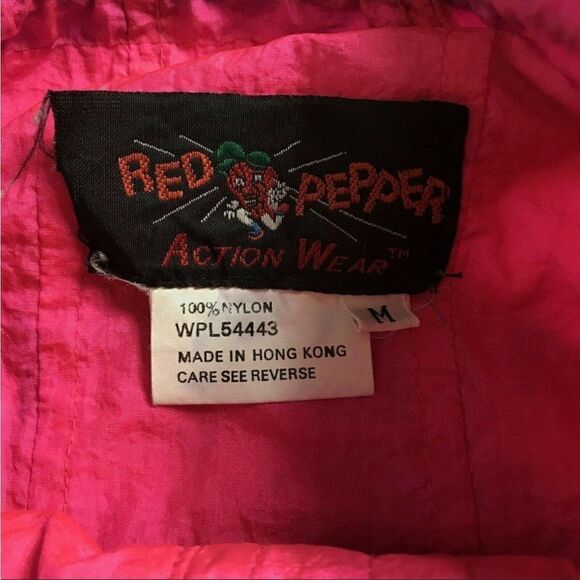 RED PEPPER
ACTION WEAR™
100% NYLON
WPL54443
MADE IN HONG KONG
CARE SEE REVERSE
M